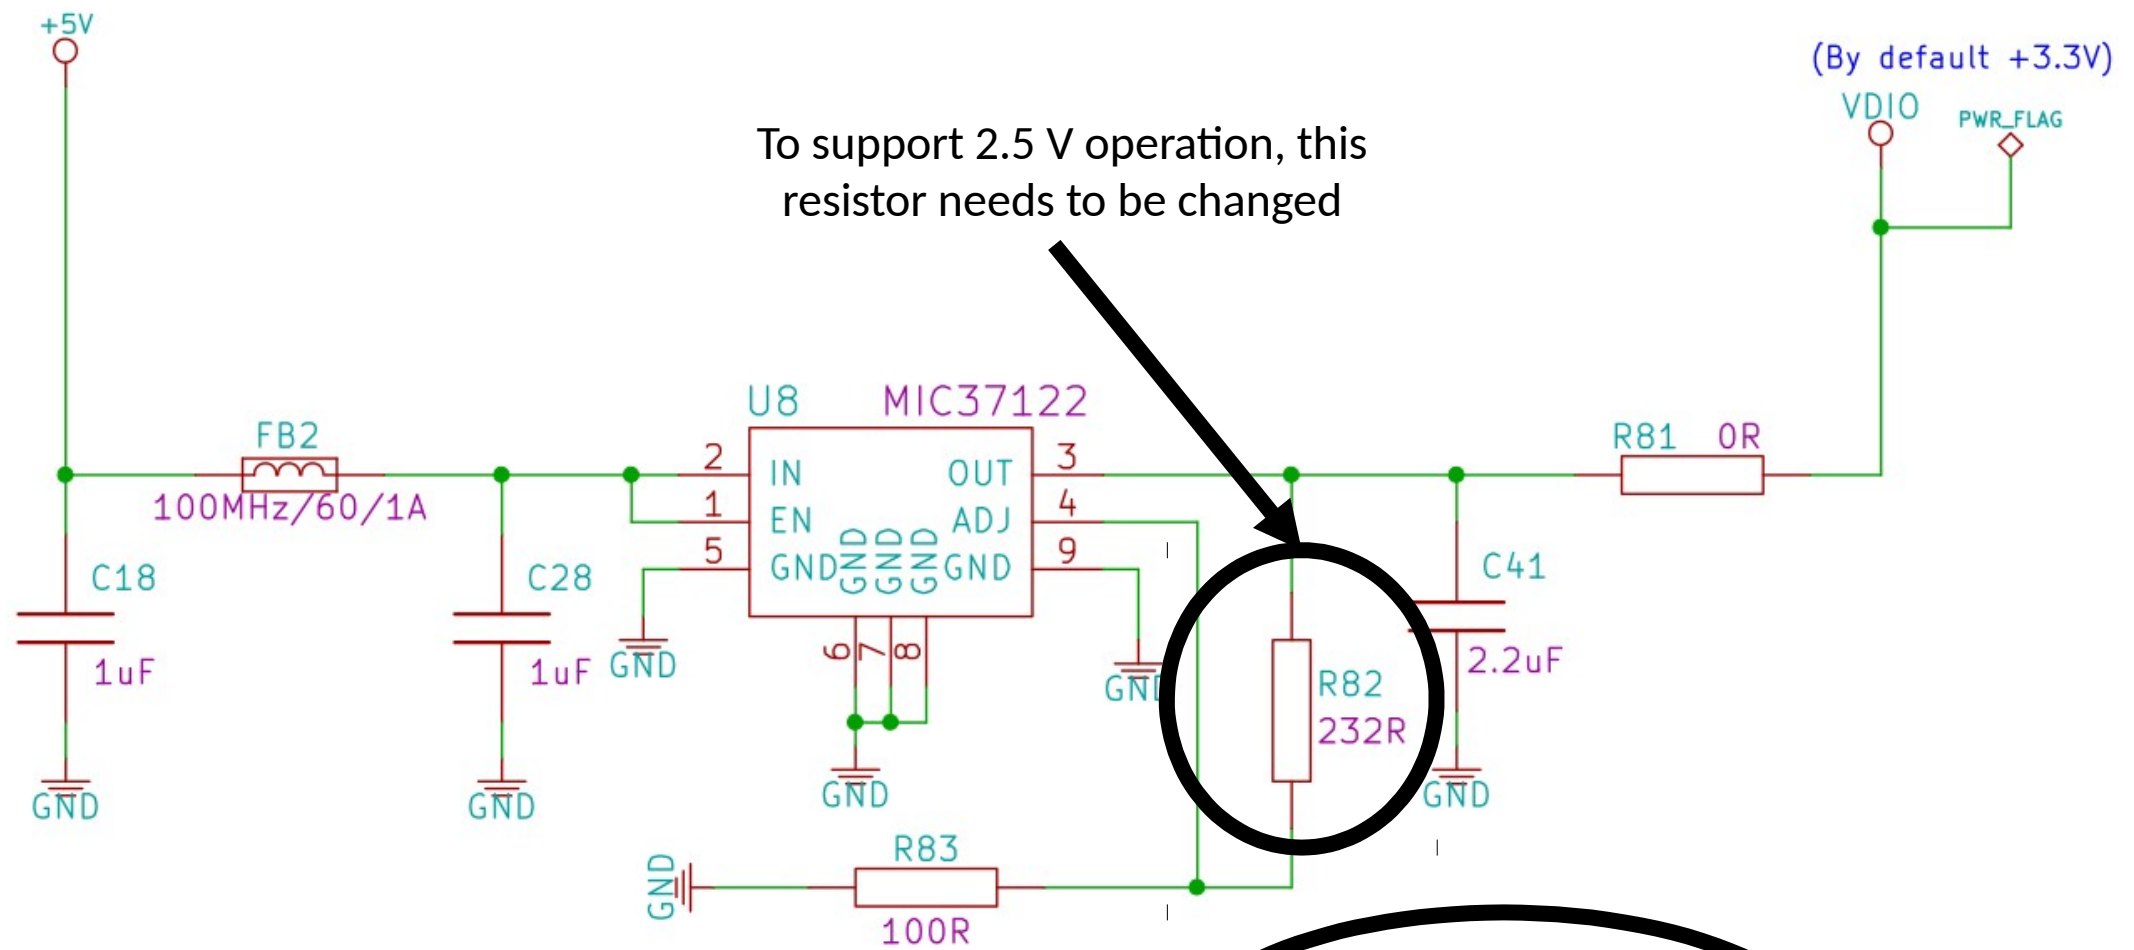 +5V
(By default +3.3V)
VDIO
PWR_FLAG
To support 2.5 V operation, this
resistor needs to be changed
U8 MIC37122
FB2
100MHz/60/1A
R81 0R
2 IN OUT 3
1 EN ADJ 4
5 GND GND GND GND GND 9
6 7 8
C18
1uF
C28
1uF
C41
2.2uF
GND
GND
R82
232R
GND
GND
GND
GND
R83
GND
100R